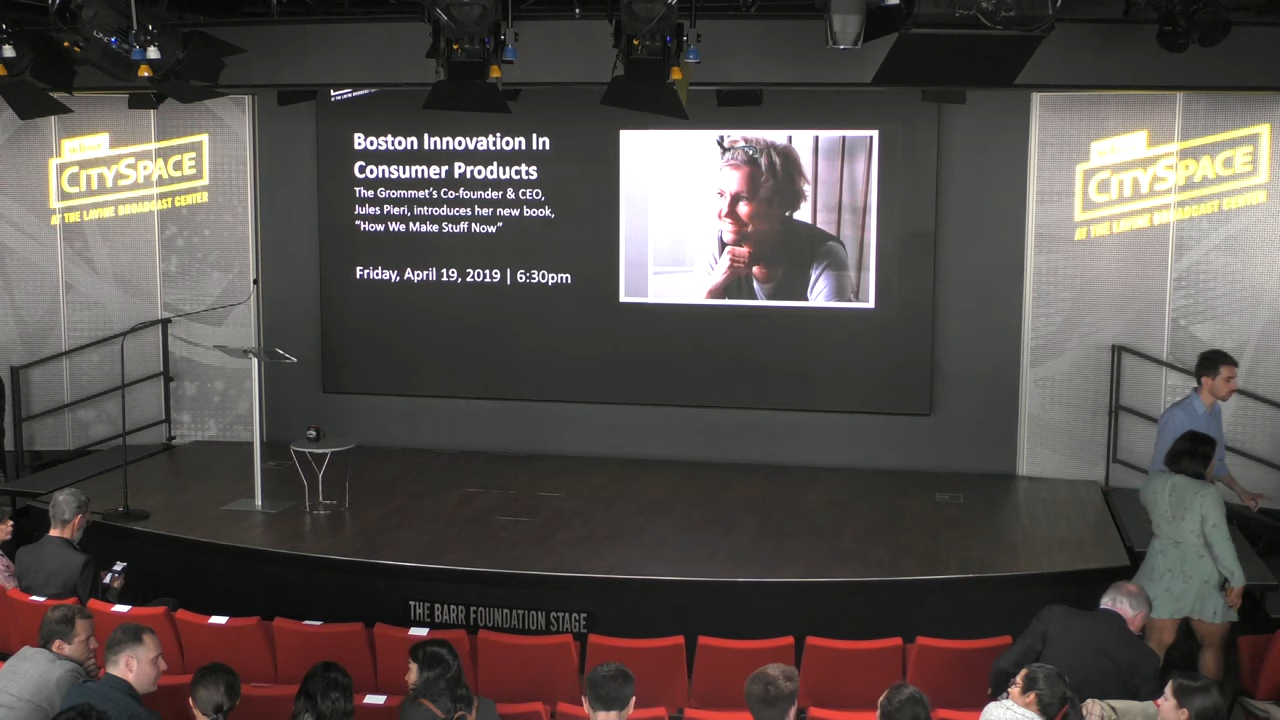 CITYSPACE
AT THE LAVINE BROADCAST CENTER
Boston Innovation In
Consumer Products
The Grommet's Co-founder & CEO,
Jules Pieri, introduces her new book,
"How We Make Stuff Now"
Friday, April 19, 2019 | 6:30pm
CITYSPACE
AT THE LAVINE BROADCAST CENTER
THE BARR FOUNDATION STAGE